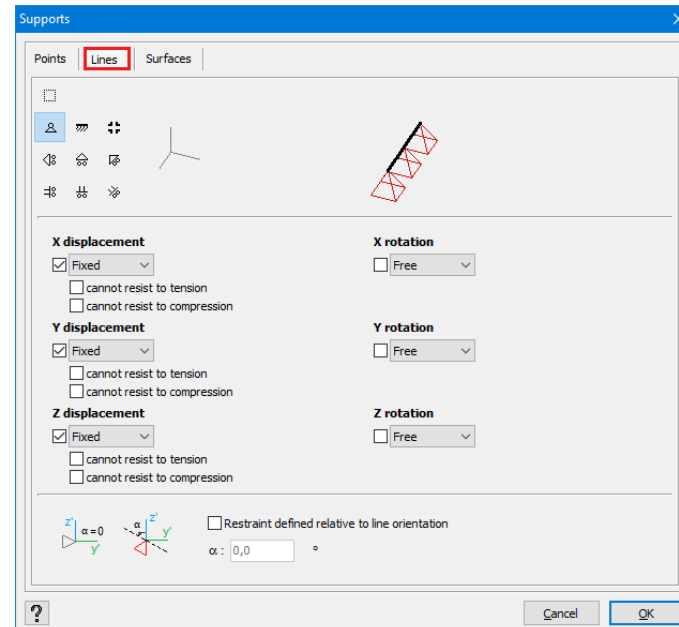 Supports
Points Lines Surfaces
X displacement X rotation
Fixed Free
cannot resist to tension
cannot resist to compression
Y displacement Y rotation
Fixed Free
cannot resist to tension
cannot resist to compression
Z displacement Z rotation
Fixed Free
cannot resist to tension
cannot resist to compression
z' α=0 y' α z' y' Restraint defined relative to line orientation
α : 0,0 °
? Cancel OK